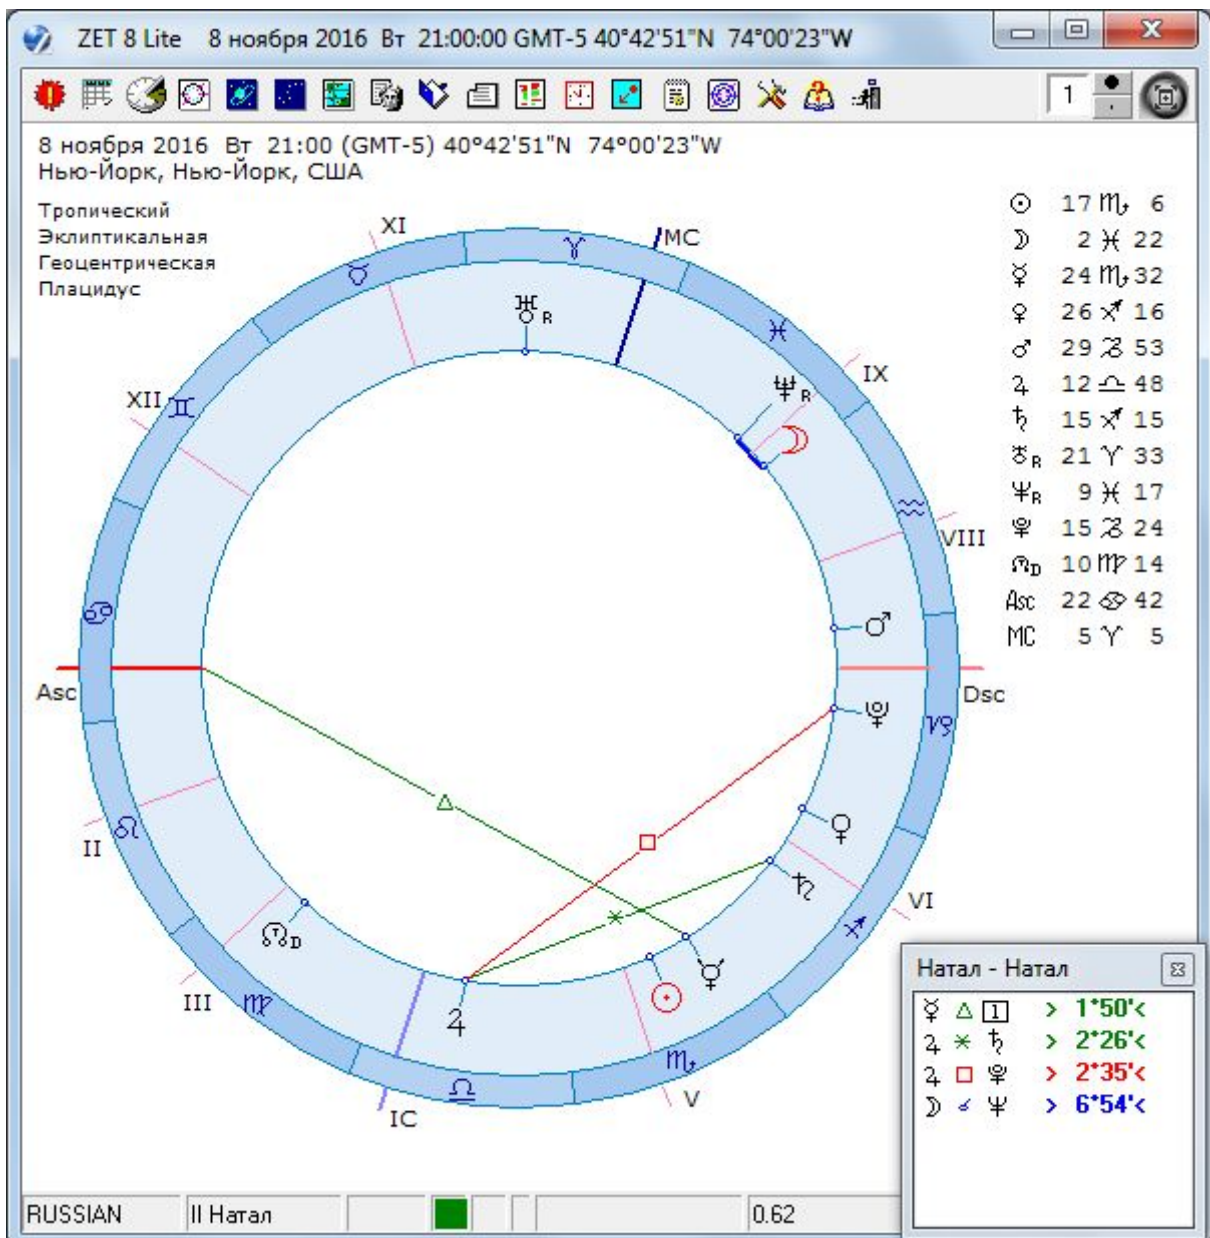 ZET 8 Lite 8 ноября 2016 Вт 21:00:00 GMT-5 40°42'51"N 74°00'23"W
1
8 ноября 2016 Вт 21:00 (GMT-5) 40°42'51"N 74°00'23"W
Нью-Йорк, Нью-Йорк, США
Тропический
Эклиптикальная
Геоцентрическая
Плацидус
XI
MC
IX
XII
VIII
Asc
Dsc
II
VI
III
V
IC
R
R
D
☉ 17 ♏ 6
☽ 2 ♓ 22
☿ 24 ♏ 32
♀ 26 ♐ 16
♂ 29 ♑ 53
♃ 12 ♎ 48
♄ 15 ♐ 15
♅ R 21 ♈ 33
♆ R 9 ♓ 17
♇ 15 ♑ 24
☊ D 10 ♍ 14
Asc 22 ♋ 42
MC 5 ♈ 5
Натал - Натал
☿ △ 1 > 1°50'<
♃ ⚹ ♄ > 2°26'<
♃ □ ♇ > 2°35'<
☽ ☌ ♆ > 6°54'<
RUSSIAN
II Натал
0.62